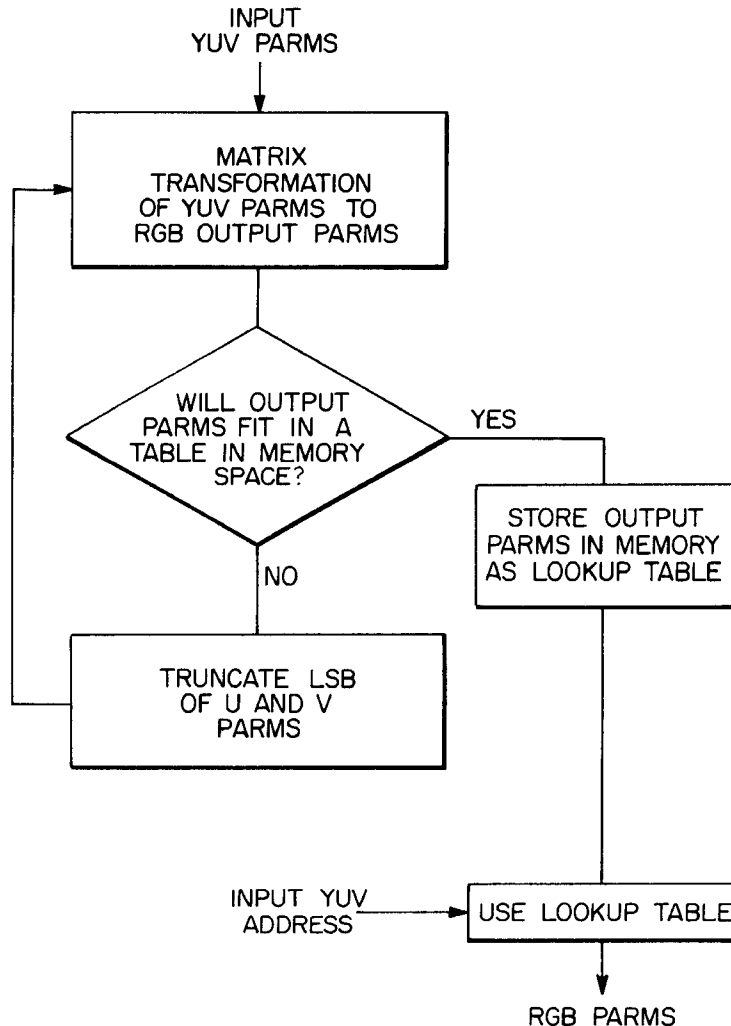 INPUT
YUV PARMS
MATRIX
TRANSFORMATION
OF YUV PARMS TO
RGB OUTPUT PARMS
WILL OUTPUT
PARMS FIT IN A
TABLE IN MEMORY
SPACE?
YES
NO
STORE OUTPUT
PARMS IN MEMORY
AS LOOKUP TABLE
TRUNCATE LSB
OF U AND V
PARMS
INPUT YUV
ADDRESS
USE LOOKUP TABLE
RGB PARMS